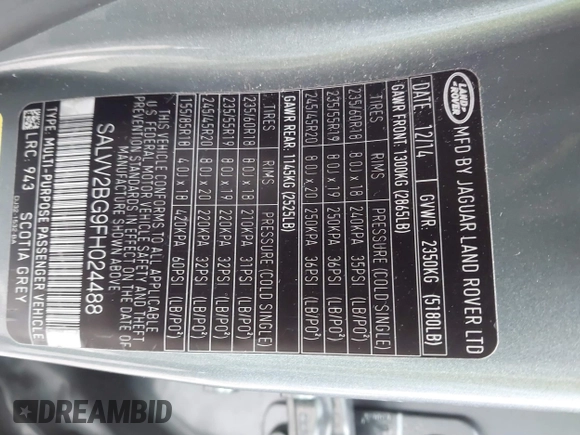 LAND-
ROVER
MFD BY JAGUAR LAND ROVER LTD
12/14 GVWR. 2350KG (5180LB)
GAWR FRONT: 1300KG (2865LB)
TIRES RIMS PRESSURE (COLD:SINGLE)
235/60R18 8.0J x 18 240KPA 35PSI (LB/PO²)
235/55R19 8.0J x 19 250KPA 36PSI (LB/PO²)
245/45R20 8.0J x 20 250KPA 36PSI (LB/PO²)
GAWR REAR: 1145KG (2525LB)
TIRES RIMS PRESSURE (COLD:SINGLE)
235/60R18 8.0J x 18 210KPA 31PSI (LB/PO²)
235/55R19 8.0J x 19 220KPA 32PSI (LB/PO²)
245/45R20 8.0J x 20 220KPA 32PSI (LB/PO²)
155/85R18 4.0J x 18 420KPA 60PSI (LB/PO²)
THIS VEHICLE CONFORMS TO ALL APPLICABLE
U.S FEDERAL MOTOR VEHICLE SAFETY AND THEFT
PREVENTION STANDARDS IN EFFECT ON THE DATE OF
MANUFACTURE SHOWN ABOVE.
SALVV2BG9FH024488
TYPE: MULTI-PURPOSE PASSENGER VEHICLE
LRC: 943 SCOTIA GREY
DREAMBID